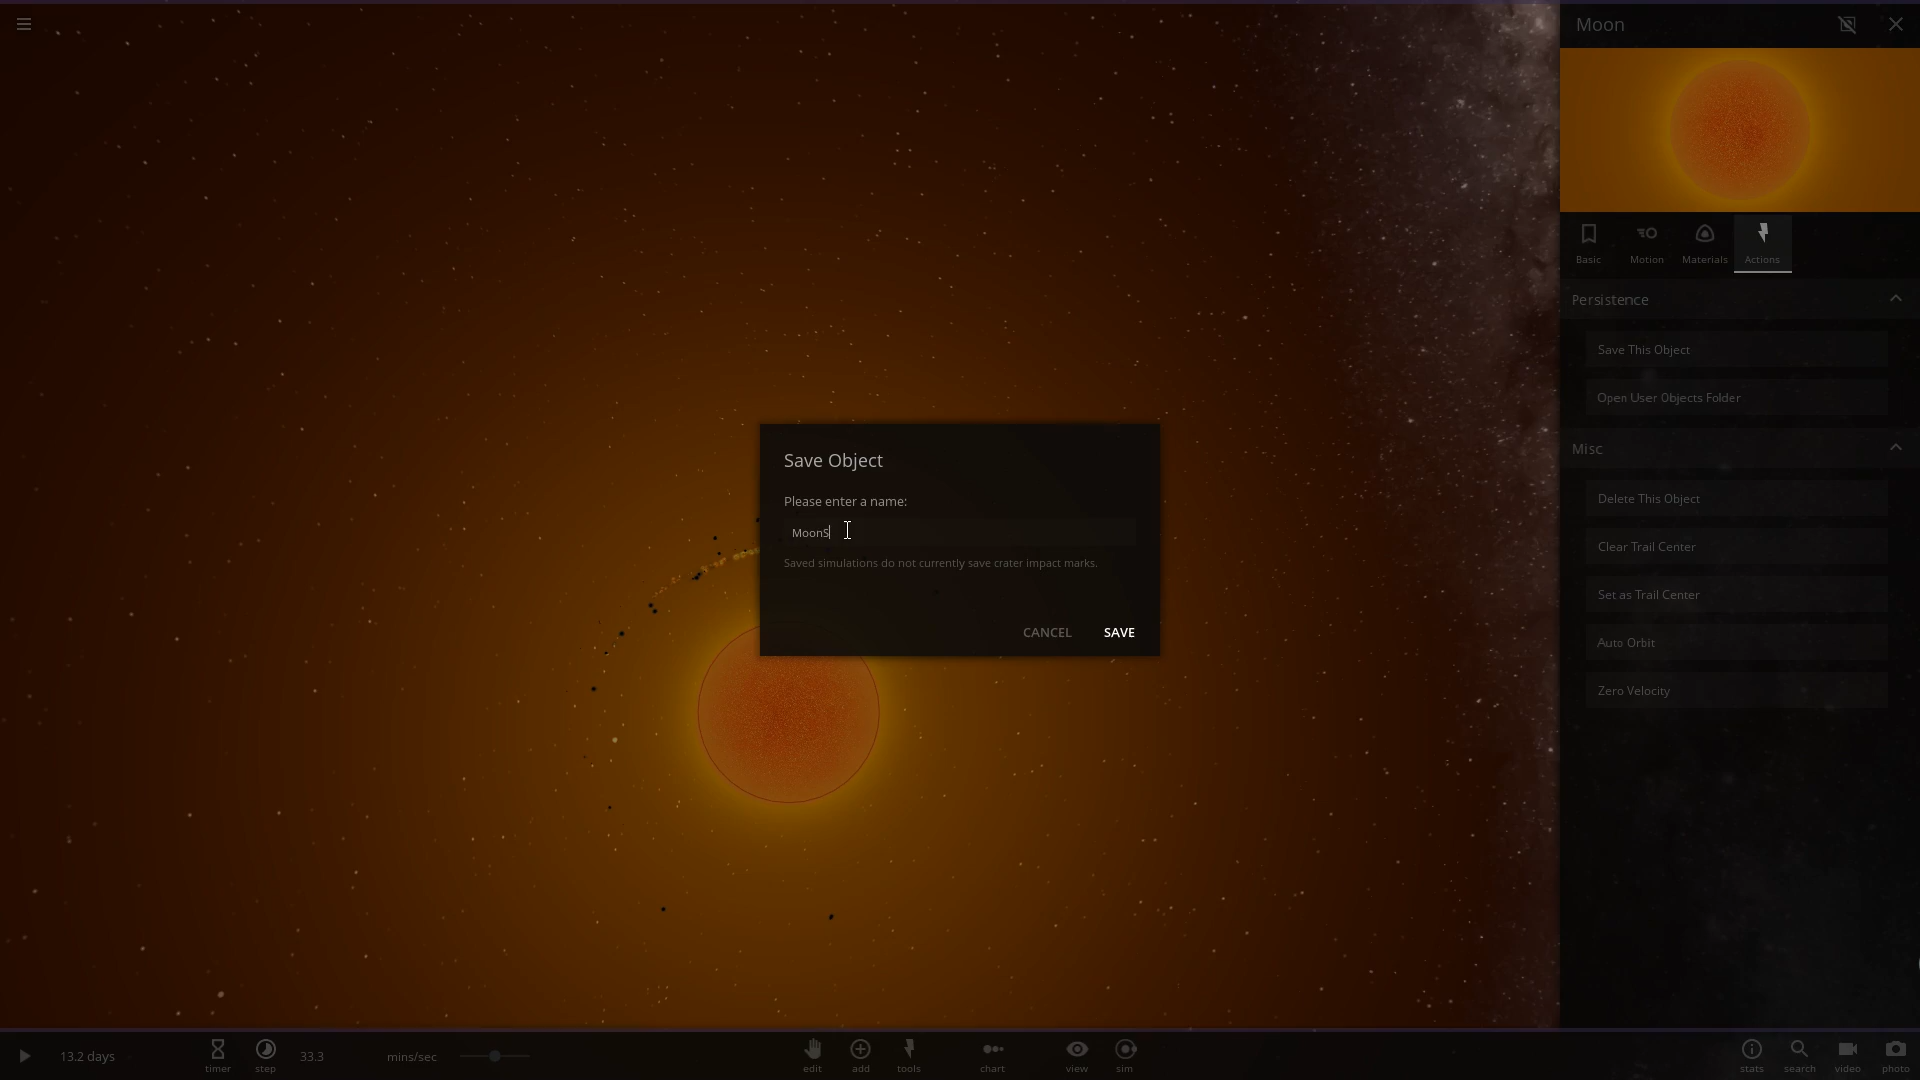 Moon
Basic
Motion
Materials
Actions
Persistence
Save This Object
Open User Objects Folder
Misc
Delete This Object
Clear Trail Center
Set as Trail Center
Auto Orbit
Zero Velocity
Save Object
Please enter a name:
MoonS
Saved simulations do not currently save crater impact marks.
CANCEL SAVE
13.2 days
timer
step
33.3
mins/sec
edit
add
tools
chart
view
sim
stats
search
video
photo